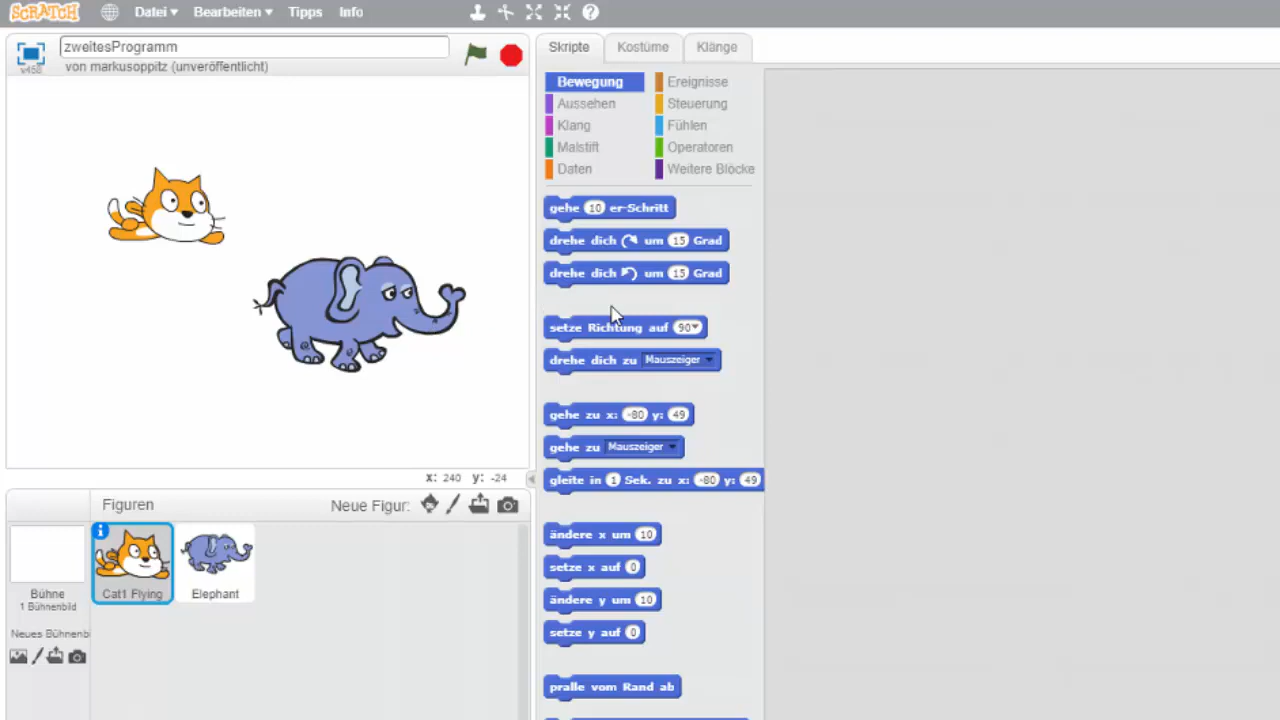 SCRATCH Datei Bearbeiten Tipps Info
zweitesProgramm
von markusoppitz (unveröffentlicht)
v458
Skripte Kostüme Klänge
Bewegung Ereignisse
Aussehen Steuerung
Klang Fühlen
Malstift Operatoren
Daten Weitere Blöcke
gehe 10 er-Schritt
drehe dich um 15 Grad
drehe dich um 15 Grad
setze Richtung auf 90
drehe dich zu Mauszeiger
gehe zu x: -80 y: 49
gehe zu Mauszeiger
gleite in 1 Sek. zu x: -80 y: 49
ändere x um 10
setze x auf 0
ändere y um 10
setze y auf 0
pralle vom Rand ab
x: 240 y: -24
Figuren Neue Figur:
Bühne
1 Bühnenbild
Cat1 Flying
Elephant
Neues Bühnenbi